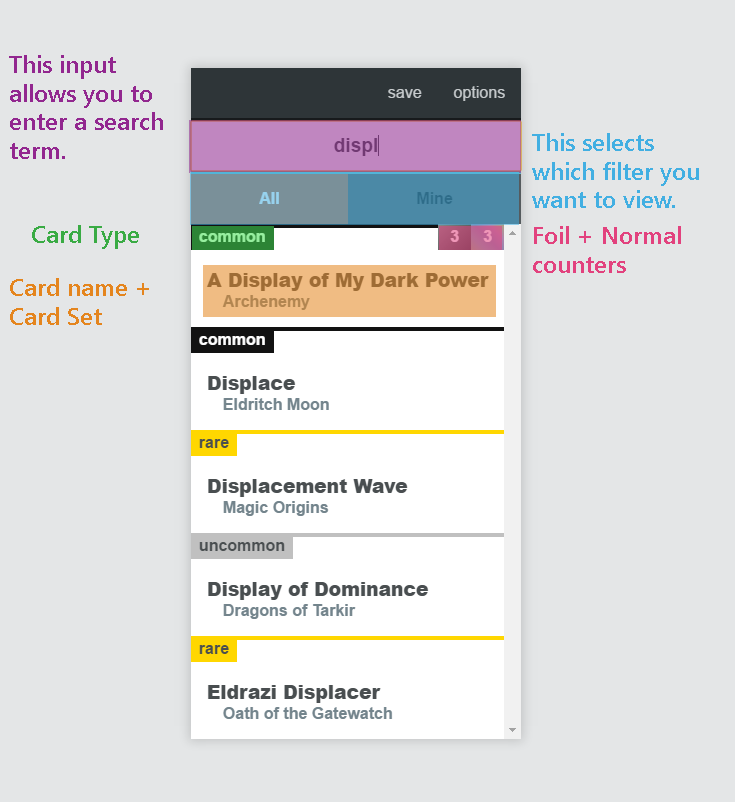 This input
allows you to
enter a search
term.
save options
displ
All Mine
This selects
which filter you
want to view.
Card Type
common 3 3
Foil + Normal
counters
Card name +
Card Set
A Display of My Dark Power
Archenemy
common
Displace
Eldritch Moon
rare
Displacement Wave
Magic Origins
uncommon
Display of Dominance
Dragons of Tarkir
rare
Eldrazi Displacer
Oath of the Gatewatch